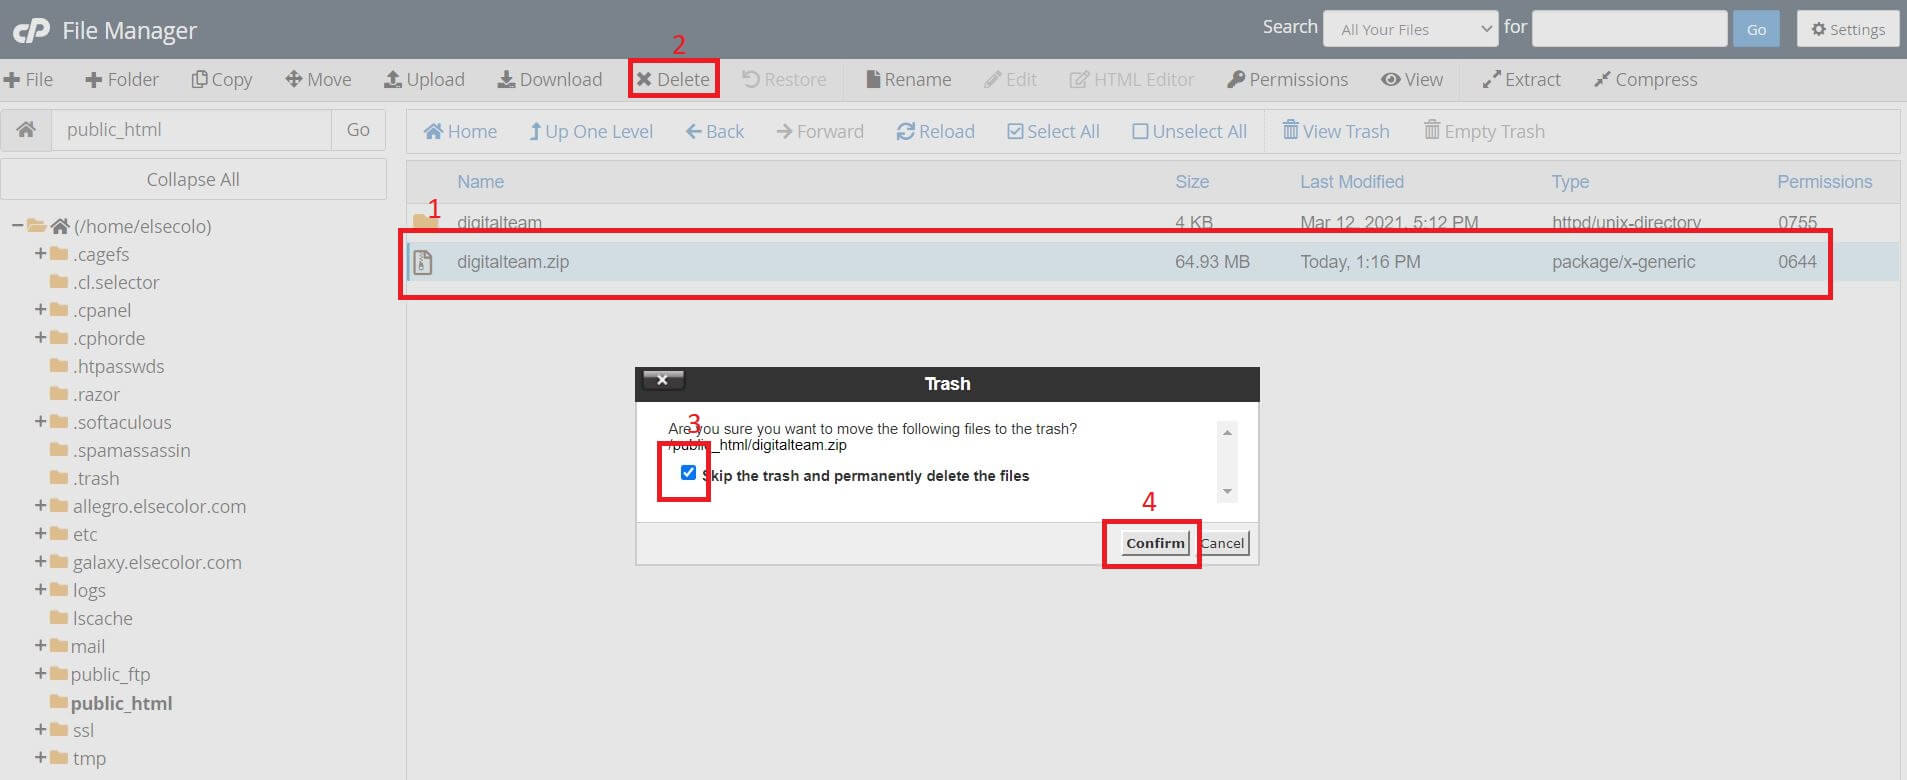 cP File Manager Search All Your Files for Go Settings
2
File Folder Copy Move Upload Download Delete Restore Rename Edit HTML Editor Permissions View Extract Compress
public_html Go
Home Up One Level Back Forward Reload Select All Unselect All View Trash Empty Trash
Collapse All
Name Size Last Modified Type Permissions
1
digitalteam 4 KB Mar 12, 2021, 5:12 PM httpd/unix-directory 0755
digitalteam.zip 64.93 MB Today, 1:16 PM package/x-generic 0644
(/home/elsecolo)
.cagefs
.cl.selector
.cpanel
.cphorde
.htpasswds
.razor
.softaculous
.spamassassin
.trash
allegro.elsecolor.com
etc
galaxy.elsecolor.com
logs
lscache
mail
public_ftp
public_html
ssl
tmp
Trash
3
Are you sure you want to move the following files to the trash?
/public_html/digitalteam.zip
Skip the trash and permanently delete the files
4
Confirm Cancel